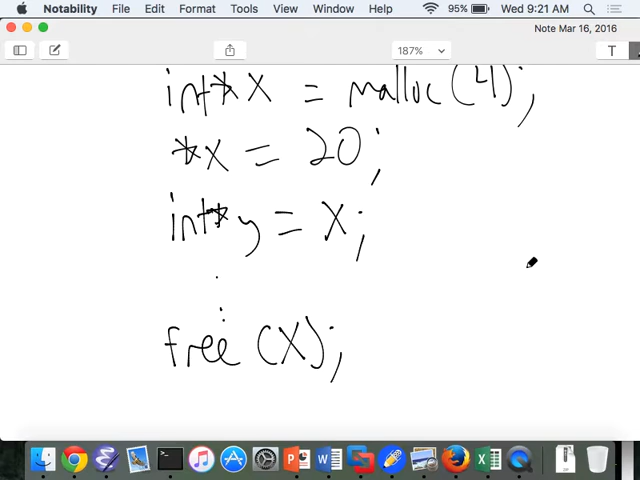 Notability File Edit Format View Window Help 95% Wed 9:21 AM
Note Mar 16, 2016
187% T
int* x = malloc(4);
*x = 20;
int* y = x;
free(x);